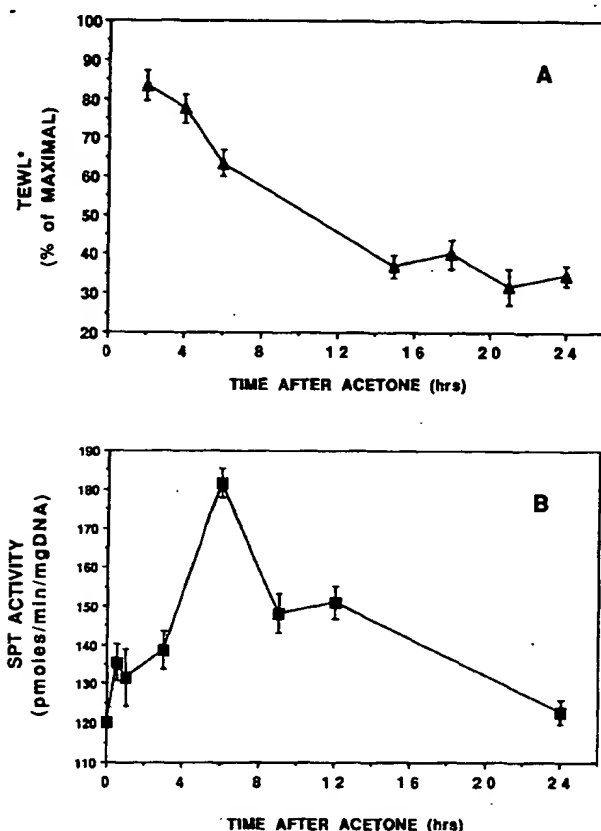 100
90
80
70
60
50
40
30
20
TEWL*
(% of MAXIMAL)
A
0 4 8 12 16 20 24
TIME AFTER ACETONE (hrs)
190
180
170
160
150
140
130
120
110
SPT ACTIVITY
(pmoles/min/mgDNA)
B
0 4 8 12 16 20 24
TIME AFTER ACETONE (hrs)